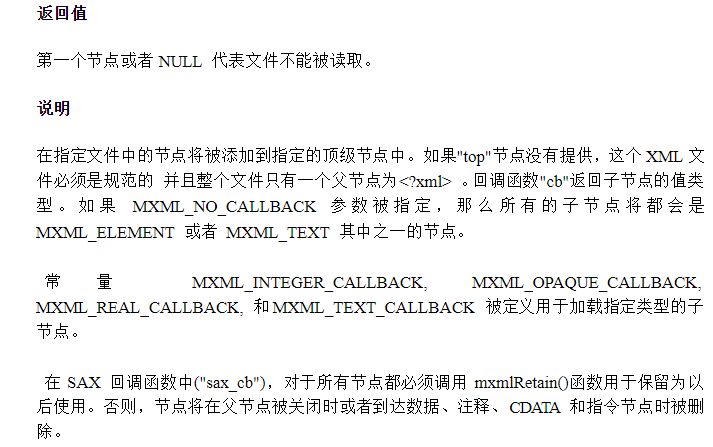 返回值
第一个节点或者NULL 代表文件不能被读取。
说明
在指定文件中的节点将被添加到指定的顶级节点中。如果"top"节点没有提供，这个 XML 文
件必须是规范的 并且整个文件只有一个父节点为<?xml> 。回调函数"cb"返回子节点的值类
型。如果 MXML_NO_CALLBACK 参数被指定，那么所有的子节点将都会是
MXML_ELEMENT 或者 MXML_TEXT 其中之一的节点。
常量 MXML_INTEGER_CALLBACK, MXML_OPAQUE_CALLBACK,
MXML_REAL_CALLBACK, 和 MXML_TEXT_CALLBACK 被定义用于加载指定类型的子
节点。
在 SAX 回调函数中("sax_cb")，对于所有节点都必须调用 mxmlRetain()函数用于保留为以
后使用。否则，节点将在父节点被关闭时或者到达数据、注释、CDATA 和指令节点时被删
除。